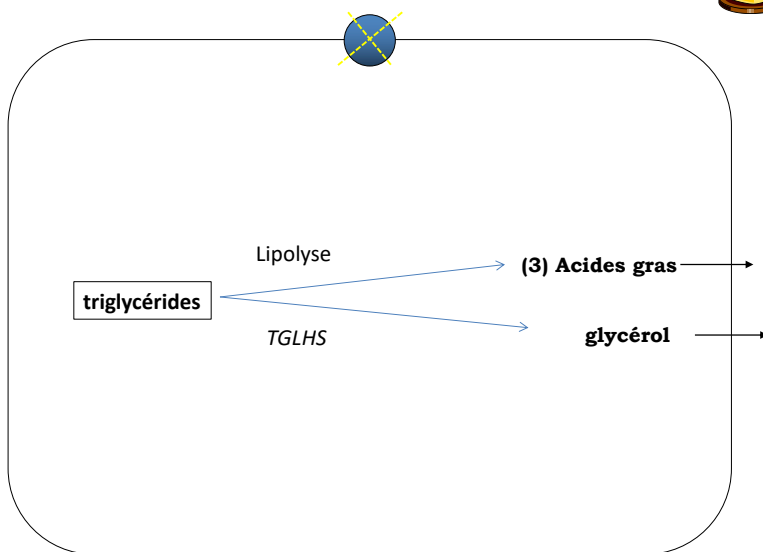 Lipolyse
(3) Acides gras
triglycérides
TGLHS
glycérol